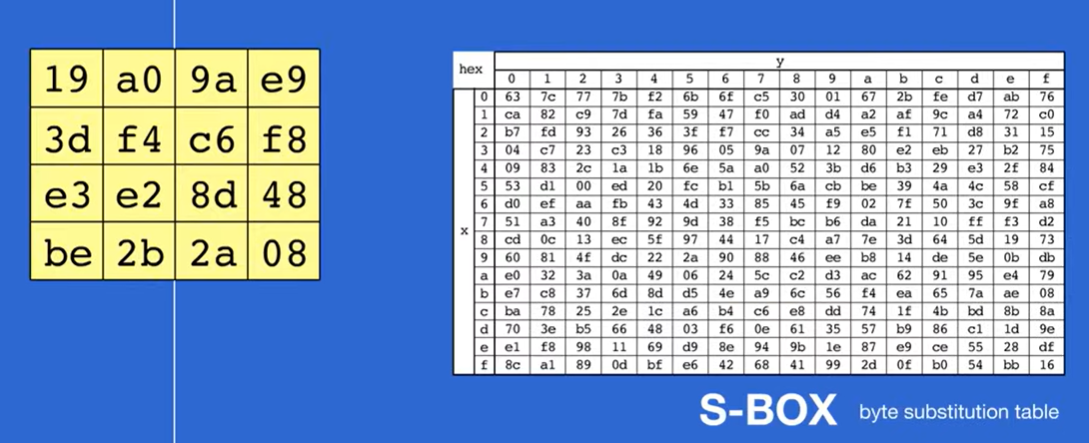 19 a0 9a e9
3d f4 c6 f8
e3 e2 8d 48
be 2b 2a 08
hex y
0 1 2 3 4 5 6 7 8 9 a b c d e f
x
0 63 7c 77 7b f2 6b 6f c5 30 01 67 2b fe d7 ab 76
1 ca 82 c9 7d fa 59 47 f0 ad d4 a2 af 9c a4 72 c0
2 b7 fd 93 26 36 3f f7 cc 34 a5 e5 f1 71 d8 31 15
3 04 c7 23 c3 18 96 05 9a 07 12 80 e2 eb 27 b2 75
4 09 83 2c 1a 1b 6e 5a a0 52 3b d6 b3 29 e3 2f 84
5 53 d1 00 ed 20 fc b1 5b 6a cb be 39 4a 4c 58 cf
6 d0 ef aa fb 43 4d 33 85 45 f9 02 7f 50 3c 9f a8
7 51 a3 40 8f 92 9d 38 f5 bc b6 da 21 10 ff f3 d2
8 cd 0c 13 ec 5f 97 44 17 c4 a7 7e 3d 64 5d 19 73
9 60 81 4f dc 22 2a 90 88 46 ee b8 14 de 5e 0b db
a e0 32 3a 0a 49 06 24 5c c2 d3 ac 62 91 95 e4 79
b e7 c8 37 6d 8d d5 4e a9 6c 56 f4 ea 65 7a ae 08
c ba 78 25 2e 1c a6 b4 c6 e8 dd 74 1f 4b bd 8b 8a
d 70 3e b5 66 48 03 f6 0e 61 35 57 b9 86 c1 1d 9e
e e1 f8 98 11 69 d9 8e 94 9b 1e 87 e9 ce 55 28 df
f 8c a1 89 0d bf e6 42 68 41 99 2d 0f b0 54 bb 16
S-BOX byte substitution table